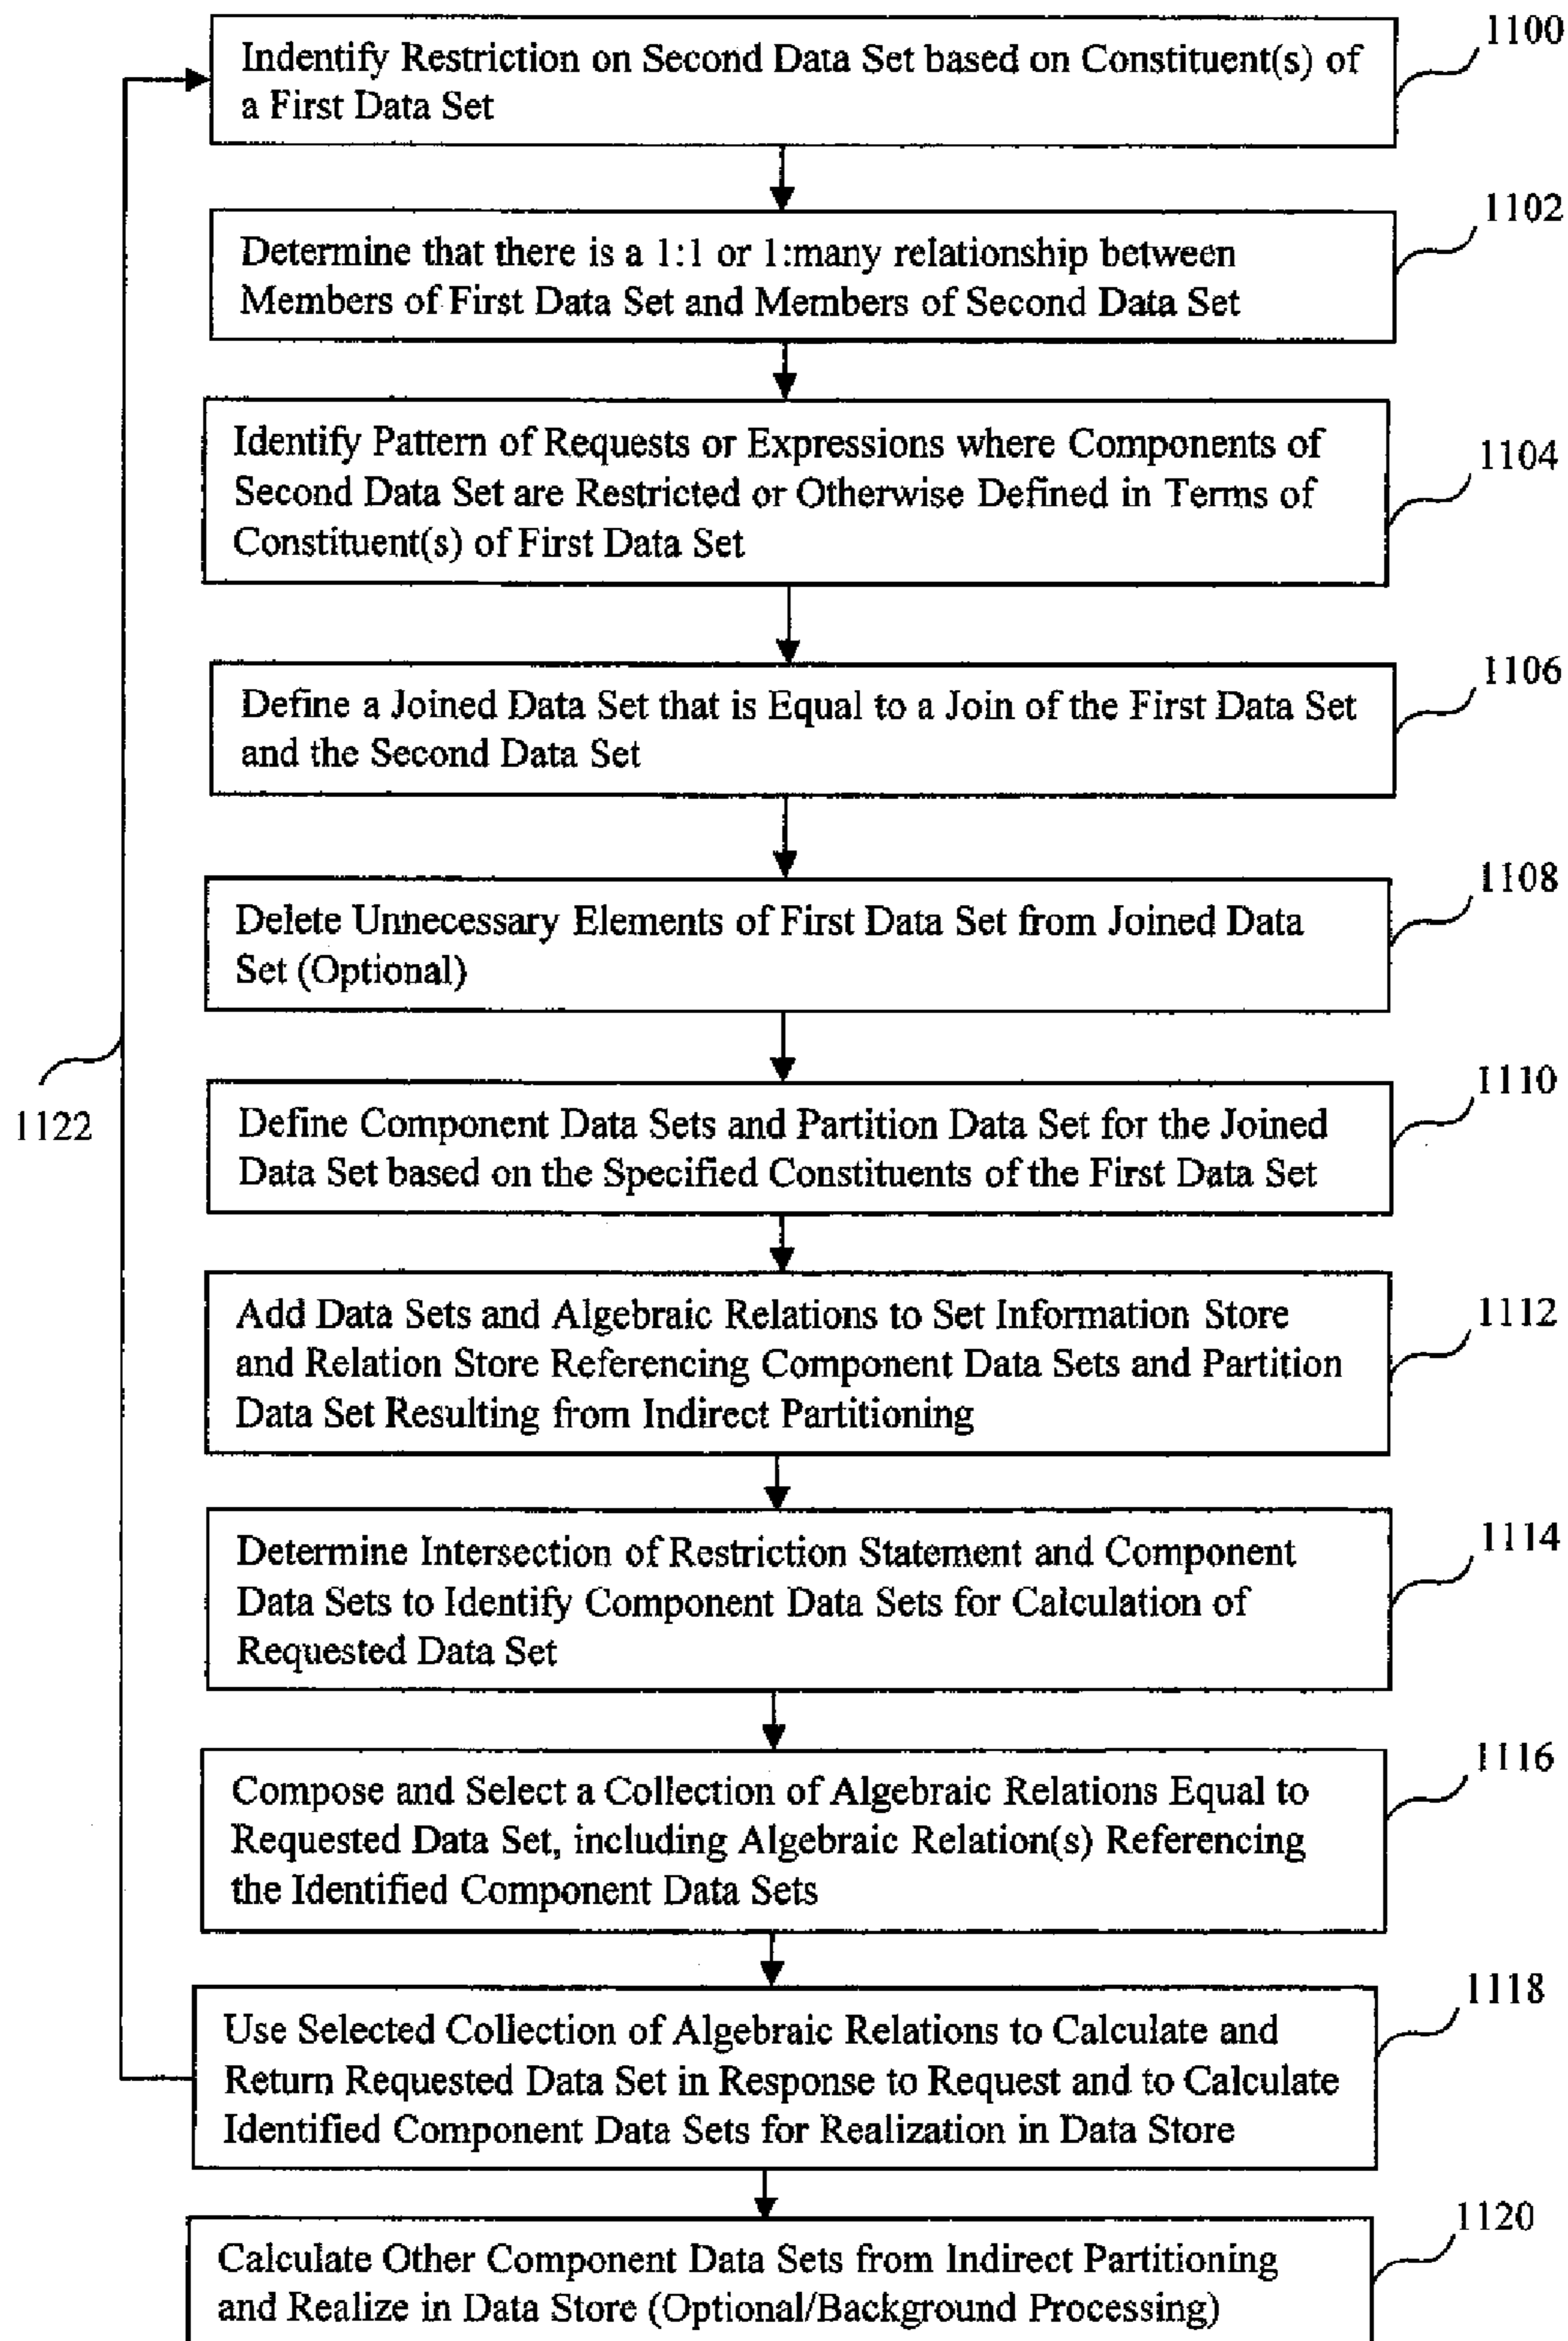 Indentify Restriction on Second Data Set based on Constituent(s) of
a First Data Set
1100
Determine that there is a 1:1 or 1:many relationship between
Members of First Data Set and Members of Second Data Set
1102
Identify Pattern of Requests or Expressions where Components of
Second Data Set are Restricted or Otherwise Defined in Terms of
Constituent(s) of First Data Set
1104
Define a Joined Data Set that is Equal to a Join of the First Data Set
and the Second Data Set
1106
Delete Unnecessary Elements of First Data Set from Joined Data
Set (Optional)
1108
Define Component Data Sets and Partition Data Set for the Joined
Data Set based on the Specified Constituents of the First Data Set
1110
1122
Add Data Sets and Algebraic Relations to Set Information Store
and Relation Store Referencing Component Data Sets and Partition
Data Set Resulting from Indirect Partitioning
1112
Determine Intersection of Restriction Statement and Component
Data Sets to Identify Component Data Sets for Calculation of
Requested Data Set
1114
Compose and Select a Collection of Algebraic Relations Equal to
Requested Data Set, including Algebraic Relation(s) Referencing
the Identified Component Data Sets
1116
Use Selected Collection of Algebraic Relations to Calculate and
Return Requested Data Set in Response to Request and to Calculate
Identified Component Data Sets for Realization in Data Store
1118
Calculate Other Component Data Sets from Indirect Partitioning
and Realize in Data Store (Optional/Background Processing)
1120